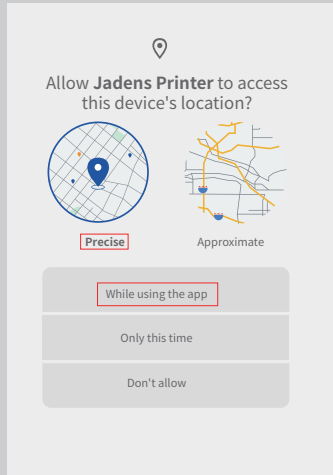 Allow Jadens Printer to access
this device's location?
Precise
Approximate
While using the app
Only this time
Don't allow